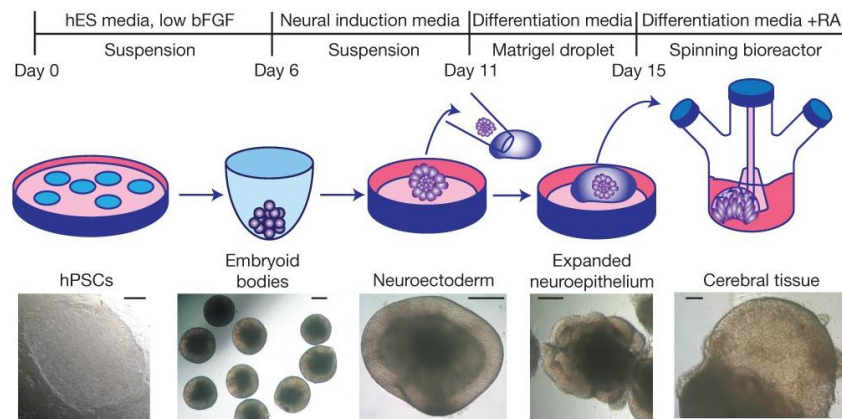 hES media, low bFGF
Neural induction media
Differentiation media
Differentiation media +RA
Suspension
Suspension
Matrigel droplet
Spinning bioreactor
Day 0
Day 6
Day 11
Day 15
hPSCs
Embryoid
bodies
Neuroectoderm
Expanded
neuroepithelium
Cerebral tissue